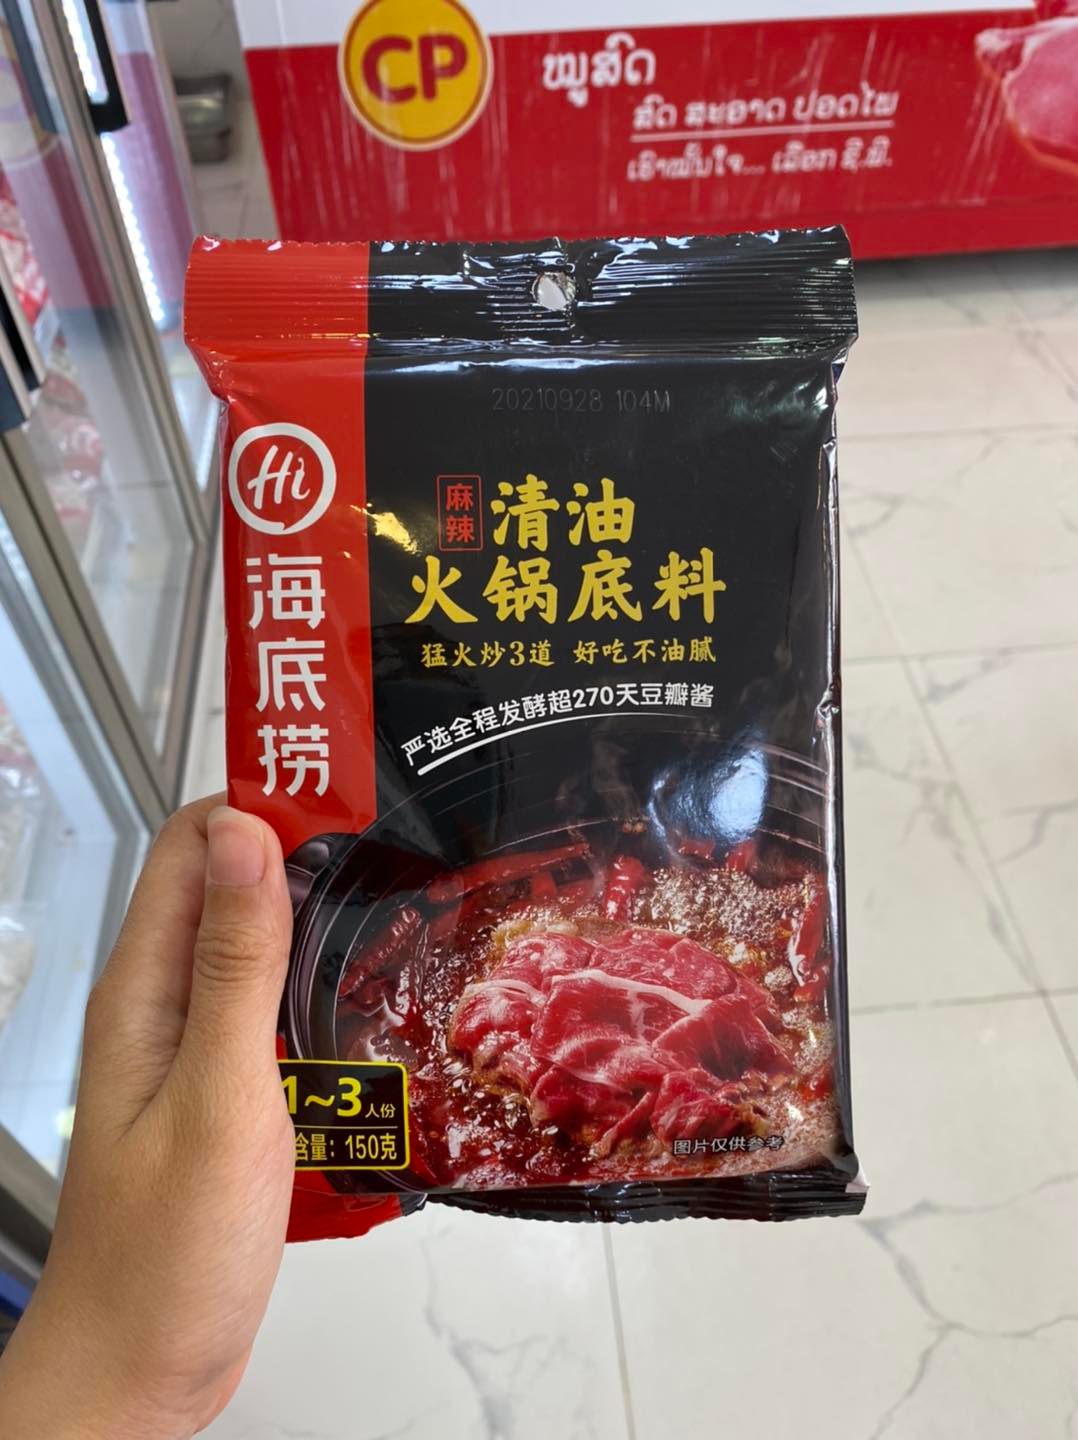 CP
ໝູສົດ
ສົດ ສະອາດ ປອດໄພ
ເຮົາໝັ້ນໃຈ... ເລືອກ ຊີ.ພີ.
20210928 104M
Hi
海底捞
麻辣
清油
火锅底料
猛火炒3道 好吃不油腻
严选全程发酵超270天豆瓣酱
1~3人份
含量：150克
图片仅供参考